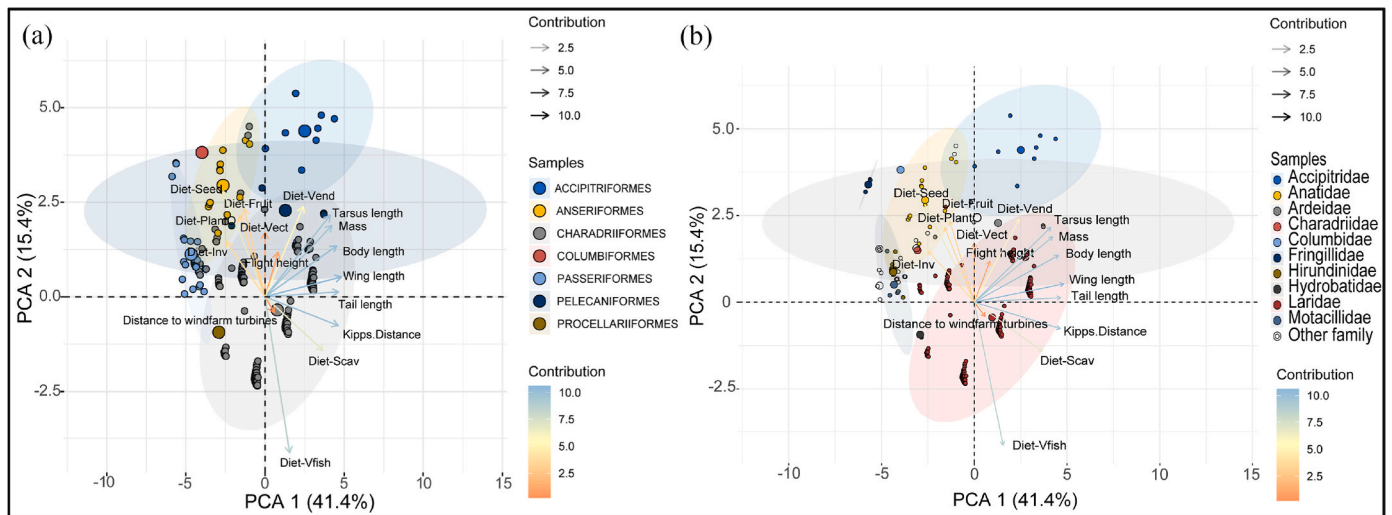 (a)
PCA 2 (15.4%)
5.0
2.5
0.0
-2.5
Diet-Seed
Diet-Fruit
Diet-Vend
Diet-Plant
Diet-Vect
Tarsus length
Mass
Diet-Inv
Flight height
Body length
Wing length
Tail length
Distance to windfarm turbines
Kipps.Distance
Diet-Scav
Diet-Vfish
-10
-5
0
5
10
15
PCA 1 (41.4%)
Contribution
2.5
5.0
7.5
10.0
Samples
ACCIPITRIFORMES
ANSERIFORMES
CHARADRIIFORMES
COLUMBIFORMES
PASSERIFORMES
PELECANIFORMES
PROCELLARIIFORMES
Contribution
10.0
7.5
5.0
2.5
(b)
PCA 2 (15.4%)
5.0
2.5
0
-2.5
Diet-Seed
Diet-Fruit
Diet-Vend
Diet-Plant
Diet-Vect
Tarsus length
Mass
Diet-Inv
Flight height
Body length
Wing length
Tail length
Distance to windfarm turbines
Kipps.Distance
Diet-Scav
Diet-Vfish
-10
-5
0
5
10
15
PCA 1 (41.4%)
Contribution
2.5
5.0
7.5
10.0
Samples
Accipitridae
Anatidae
Ardeidae
Charadriidae
Columbidae
Fringillidae
Hirundinidae
Hydrobatidae
Laridae
Motacillidae
Other family
Contribution
10.0
7.5
5.0
2.5